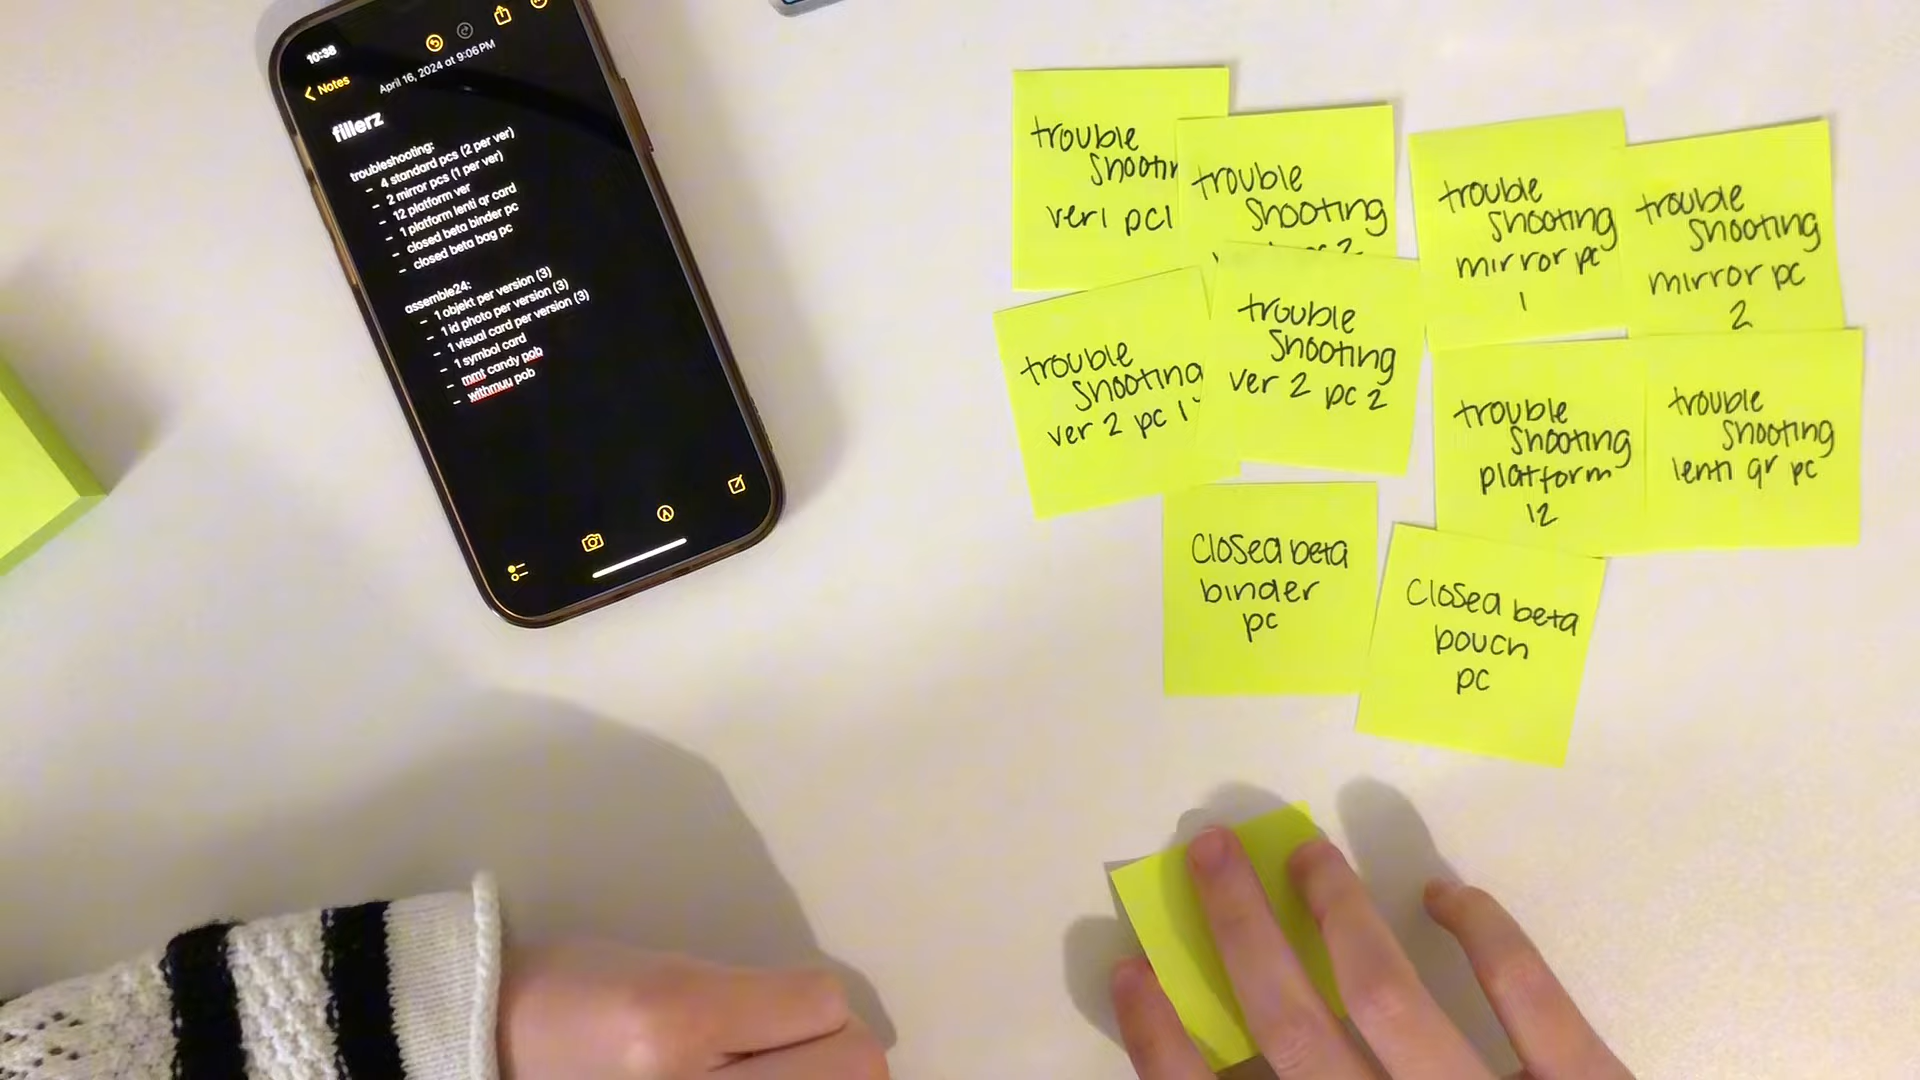 10:38
Notes
April 16, 2024 at 9:06 PM
fillerz
troubleshooting:
- 4 standard pcs (2 per ver)
- 2 mirror pcs (1 per ver)
- 12 platform ver
- 1 platform lenti qr card
- closed beta binder pc
- closed beta bag pc
assemble24:
- 1 objekt per version (3)
- 1 id photo per version (3)
- 1 visual card per version (3)
- 1 symbol card
- mmt candy pob
- withmuu pob
trouble
ver1 pc1
trouble
shooting
trouble
shooting
mirror pc
1
trouble
shooting
mirror pc
2
trouble
shooting
ver 2 pc 1
trouble
shooting
ver 2 pc 2
trouble
shooting
platform
12
trouble
shooting
lenti qr pc
closed beta
binder
pc
closed beta
pouch
pc